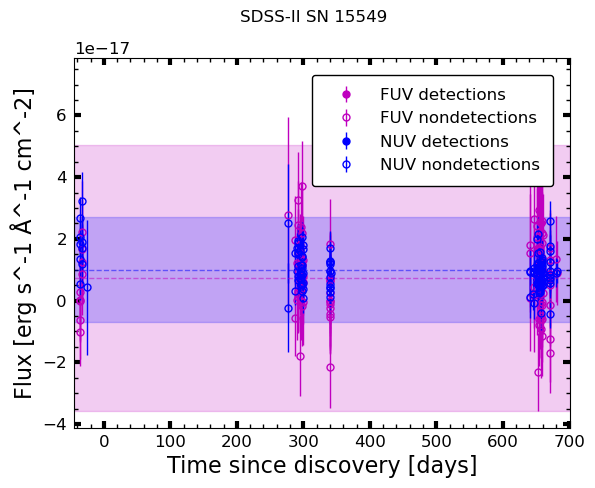 SDSS-II SN 15549
1e−17
FUV detections
FUV nondetections
NUV detections
NUV nondetections
6
4
2
0
−2
−4
Flux [erg s^-1 Å^-1 cm^-2]
0 100 200 300 400 500 600 700
Time since discovery [days]